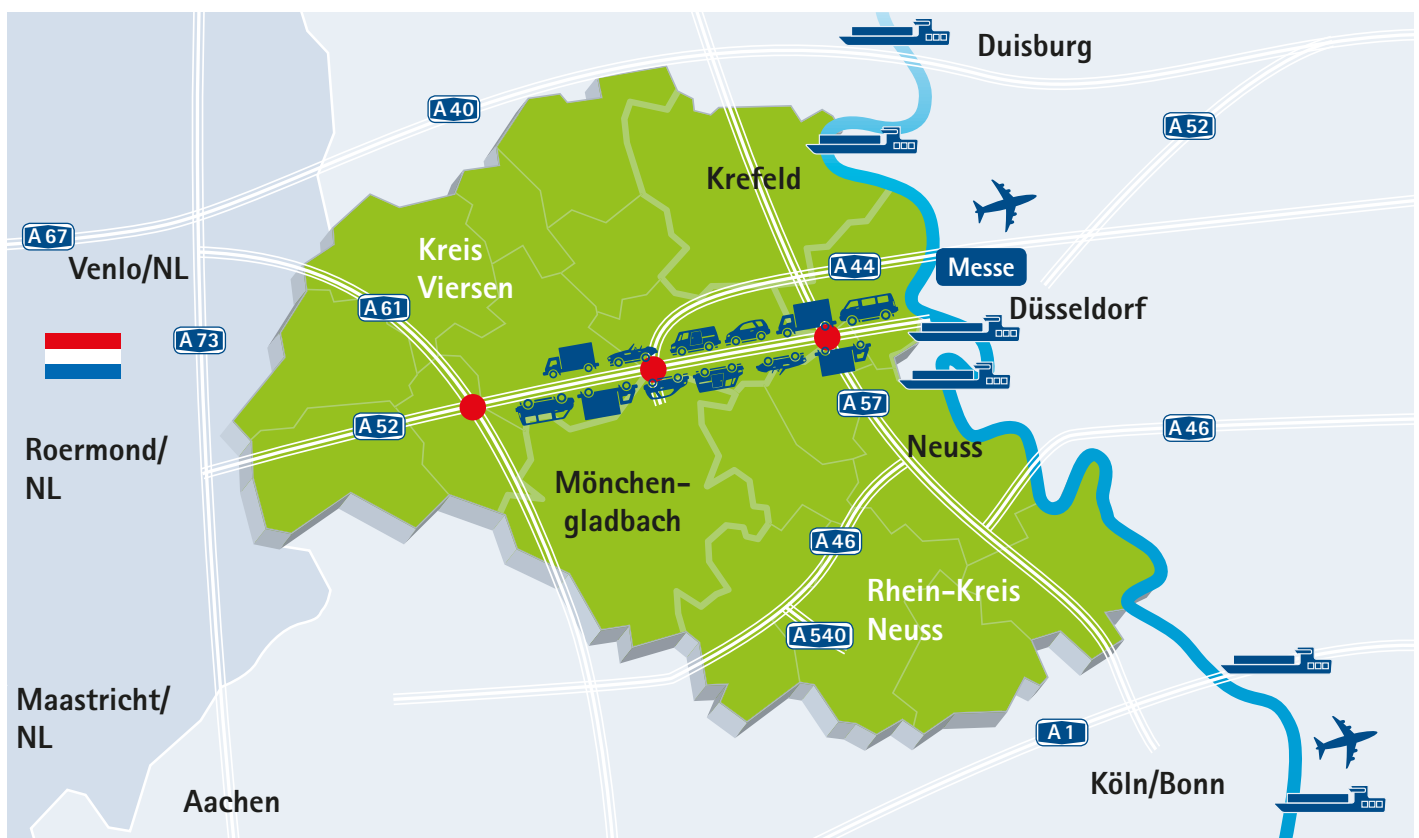 Duisburg
A 40
A 52
Krefeld
A 67
Venlo/NL
Kreis
Viersen
A 44
Messe
A 61
Düsseldorf
A 73
A 57
A 52
A 46
Roermond/
NL
Neuss
Mönchen-
gladbach
A 46
Rhein-Kreis
Neuss
A 540
Maastricht/
NL
A 1
Köln/Bonn
Aachen